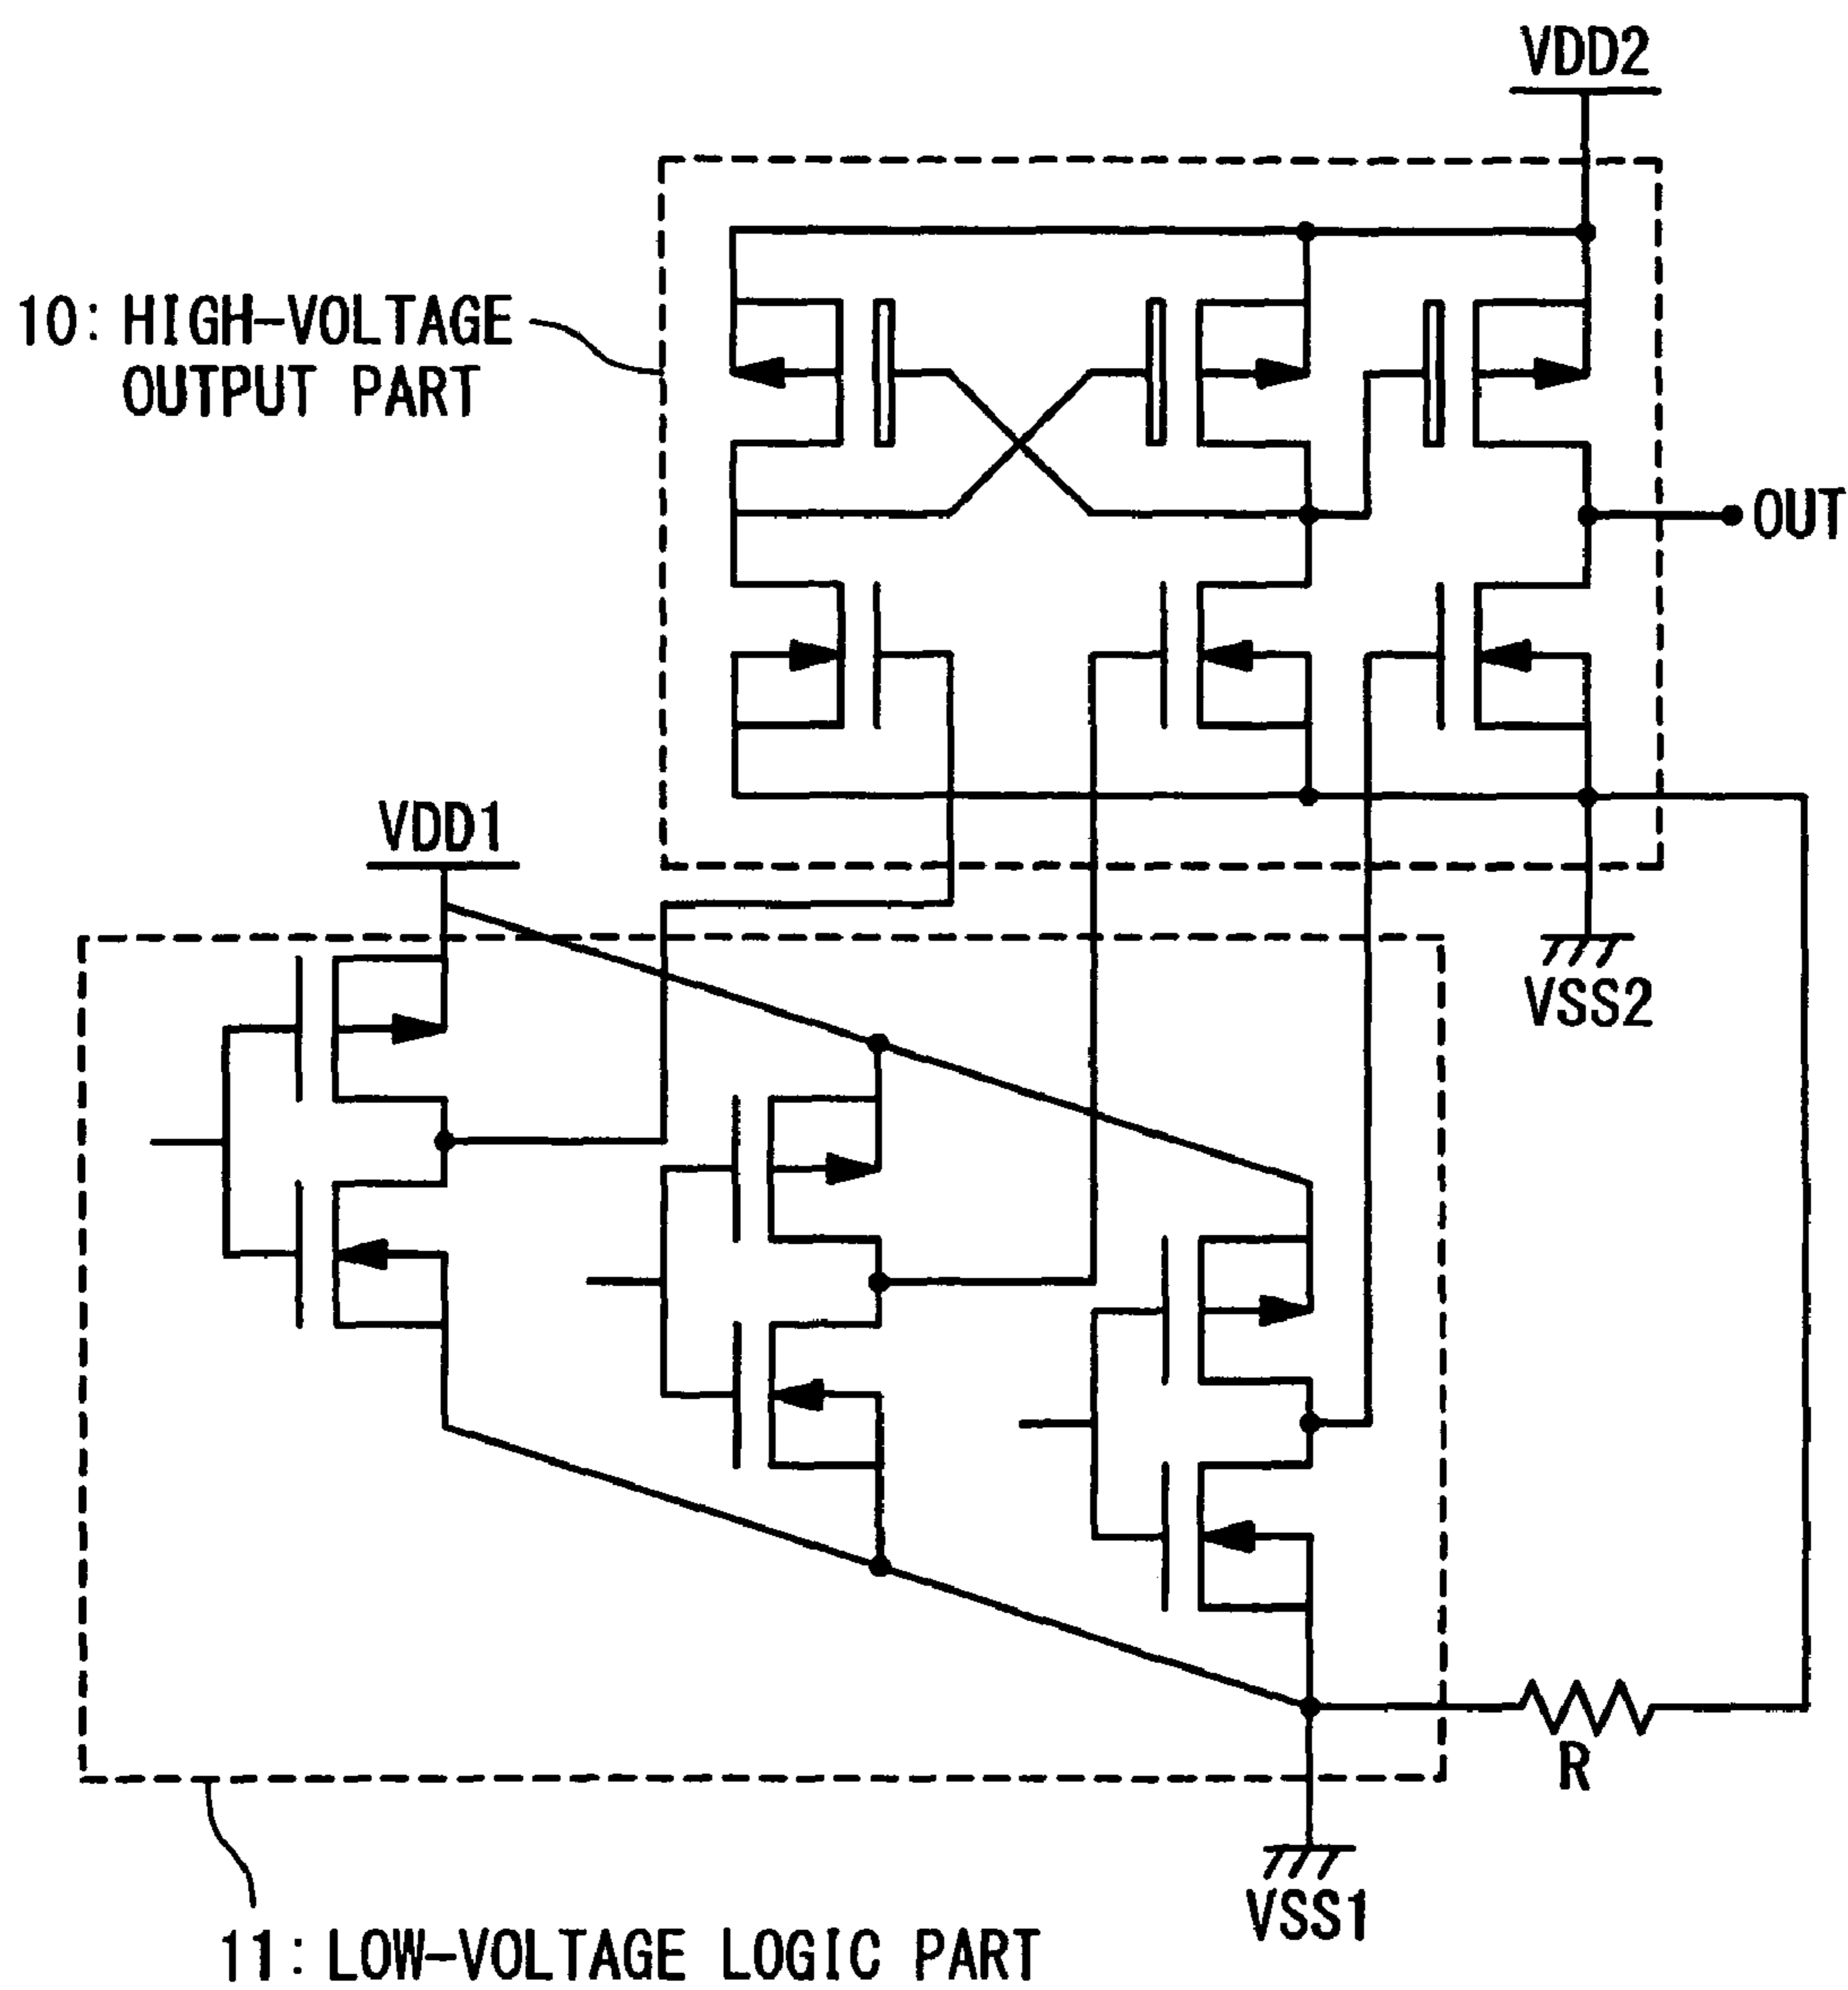 VDD2
10: HIGH-VOLTAGE
OUTPUT PART
OUT
VDD1
VSS2
R
VSS1
11: LOW-VOLTAGE LOGIC PART